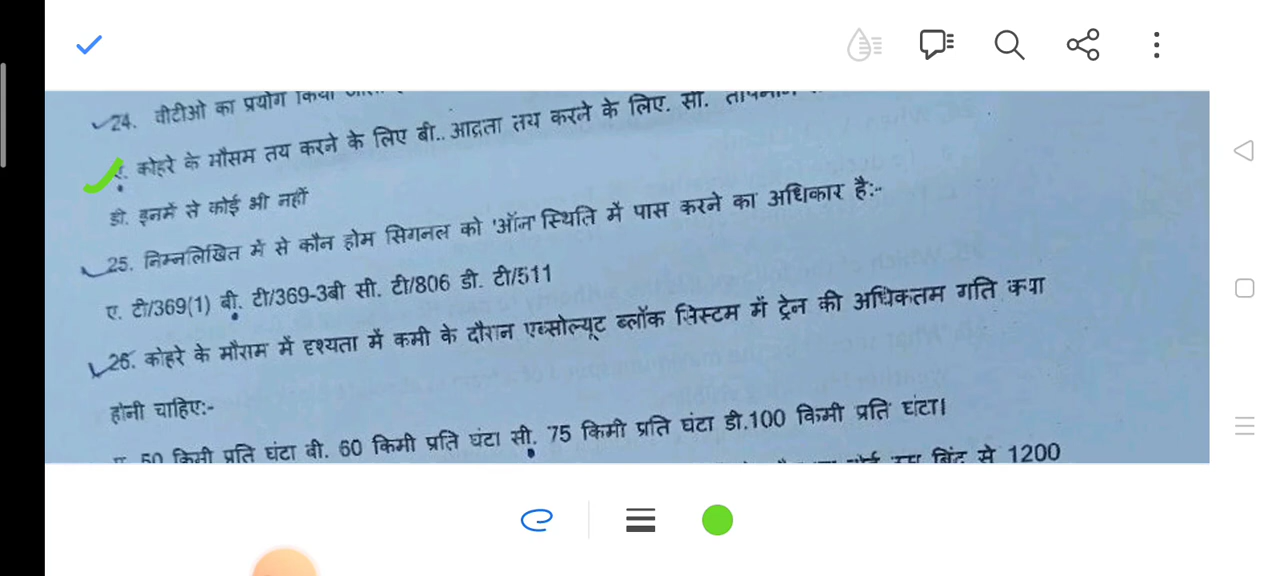 24. वीटीओ का प्रयोग किया
ए. कोहरे के मौसम तय करने के लिए बी.. आद्रता तय करने के लिए. सी.
डी. इनमें से कोई भी नहीं
25. निम्नलिखित में से कौन होम सिगनल को 'ऑन' स्थिति में पास करने का अधिकार है:-
ए. टी/369(1) बी. टी/369-3बी सी. टी/806 डी. टी/511
26. कोहरे के मौराम में दृश्यता में कमी के दौरान एब्सोल्यूट ब्लॉक सिस्टम में ट्रेन की अधिकतम गति क्या
होनी चाहिए:-
50 किमी प्रति घंटा बी. 60 किमी प्रति घंटा सी. 75 किमी प्रति घंटा डी.100 किमी प्रति घंटा।
बिंदु से 1200